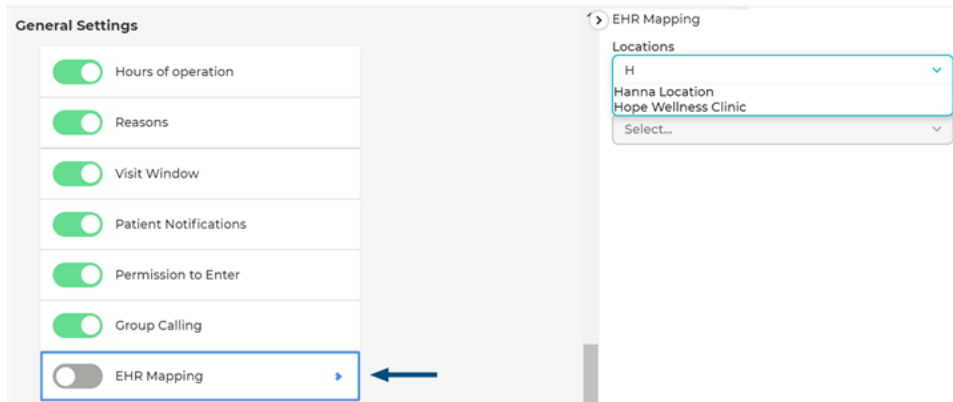 General Settings
Hours of operation
Reasons
Visit Window
Patient Notifications
Permission to Enter
Group Calling
EHR Mapping
EHR Mapping
Locations
H
Hanna Location
Hope Wellness Clinic
Select...